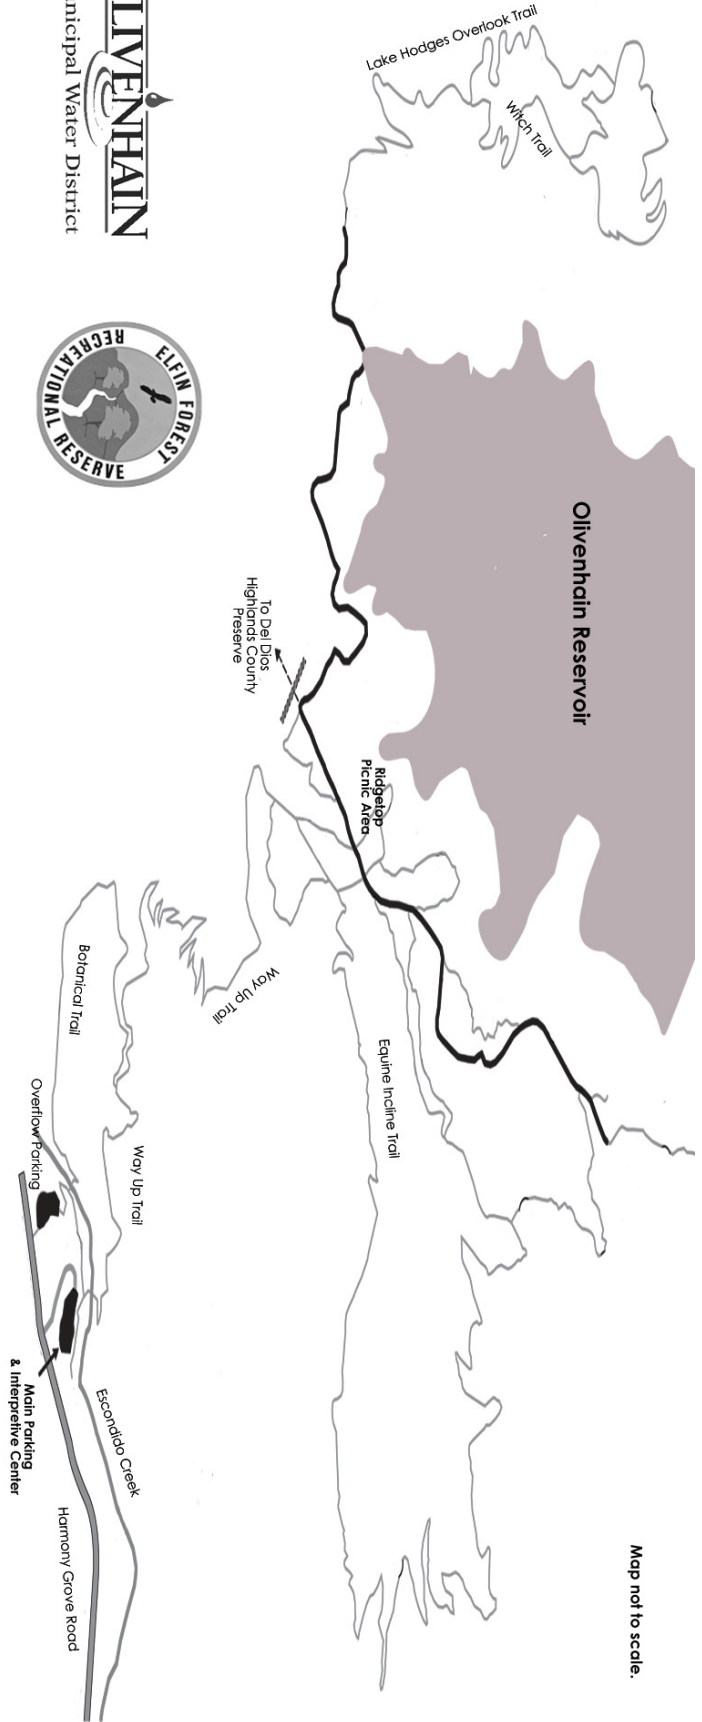 LIVENHAIN
nicipal Water District
ELFIN FOREST
RECREATIONAL RESERVE
Lake Hodges Overlook Trail
Witch Trail
Olivenhain Reservoir
To Del Dios
Highlands County
Preserve
Ridgetop
Picnic Area
Way Up Trail
Equine Incline Trail
Botanical Trail
Way Up Trail
Overflow Parking
Main Parking
& Interpretive Center
Escondido Creek
Harmony Grove Road
Map not to scale.